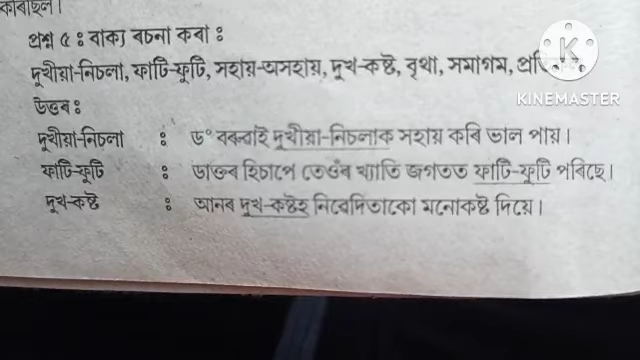 কৰিছিল।
প্ৰশ্ন ৫ : বাক্য ৰচনা কৰা :
দুখীয়া-নিচলা, ফাটি-ফুটি, সহায়-অসহায়, দুখ-কষ্ট, বৃথা, সমাগম,
উত্তৰ :
দুখীয়া-নিচলা : ড° বৰুৱাই দুখীয়া-নিচলাক সহায় কৰি ভাল পায়।
ফাটি-ফুটি : ডাক্তৰ হিচাপে তেওঁৰ খ্যাতি জগতত ফাটি-ফুটি পৰিছে।
দুখ-কষ্ট : আনৰ দুখ-কষ্টই নিবেদিতাকো মনোকষ্ট দিয়ে।
KINEMASTER